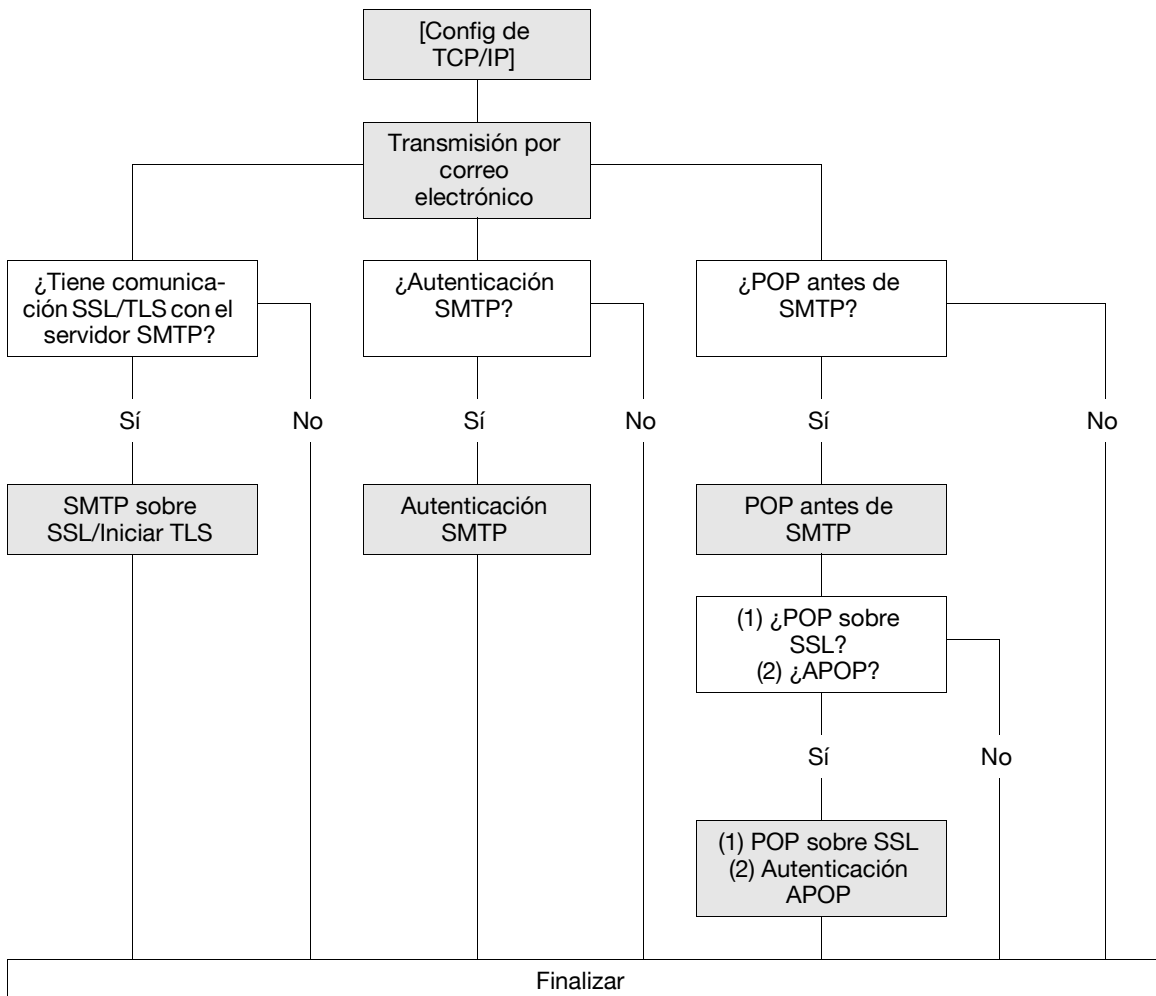 [Config de
TCP/IP]
Transmisión por
correo
electrónico
¿Tiene comunica-
ción SSL/TLS con el
servidor SMTP?
¿Autenticación
SMTP?
¿POP antes de
SMTP?
Sí
No
Sí
No
Sí
No
SMTP sobre
SSL/Iniciar TLS
Autenticación
SMTP
POP antes de
SMTP
(1) ¿POP sobre
SSL?
(2) ¿APOP?
Sí
No
(1) POP sobre SSL
(2) Autenticación
APOP
Finalizar